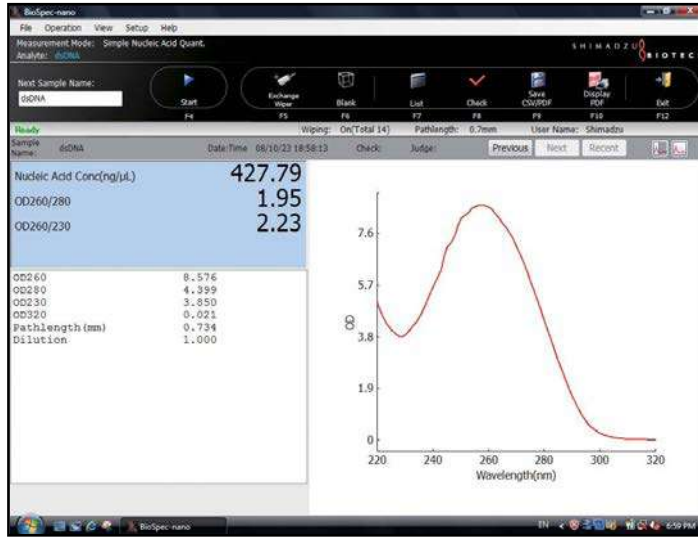 BioSpec-nano
File Operation View Setup Help
Measurement Mode: Simple Nucleic Acid Quant.
Analyte: dsDNA
SHIMADZU BIOTEC
Next Sample Name:
dsDNA
Start Exchange Wiper Blank List Check Save CSV/PDF Display PDF Exit
F4 F5 F6 F7 F8 F9 F10 F12
Ready Wiping: On(Total 14) Pathlength: 0.7mm User Name: Shimadzu
Sample Name: dsDNA Date:Time 08/10/23 18:58:13 Check: Judge: Previous Next Recent
Nucleic Acid Conc(ng/μL) 427.79
OD260/280 1.95
OD260/230 2.23
OD260 8.576
OD280 4.399
OD230 3.850
OD320 0.021
Pathlength(mm) 0.734
Dilution 1.000
7.6
5.7
OD
3.8
1.9
0
220 240 260 280 300 320
Wavelength(nm)
BioSpec-nano EN 6:59 PM